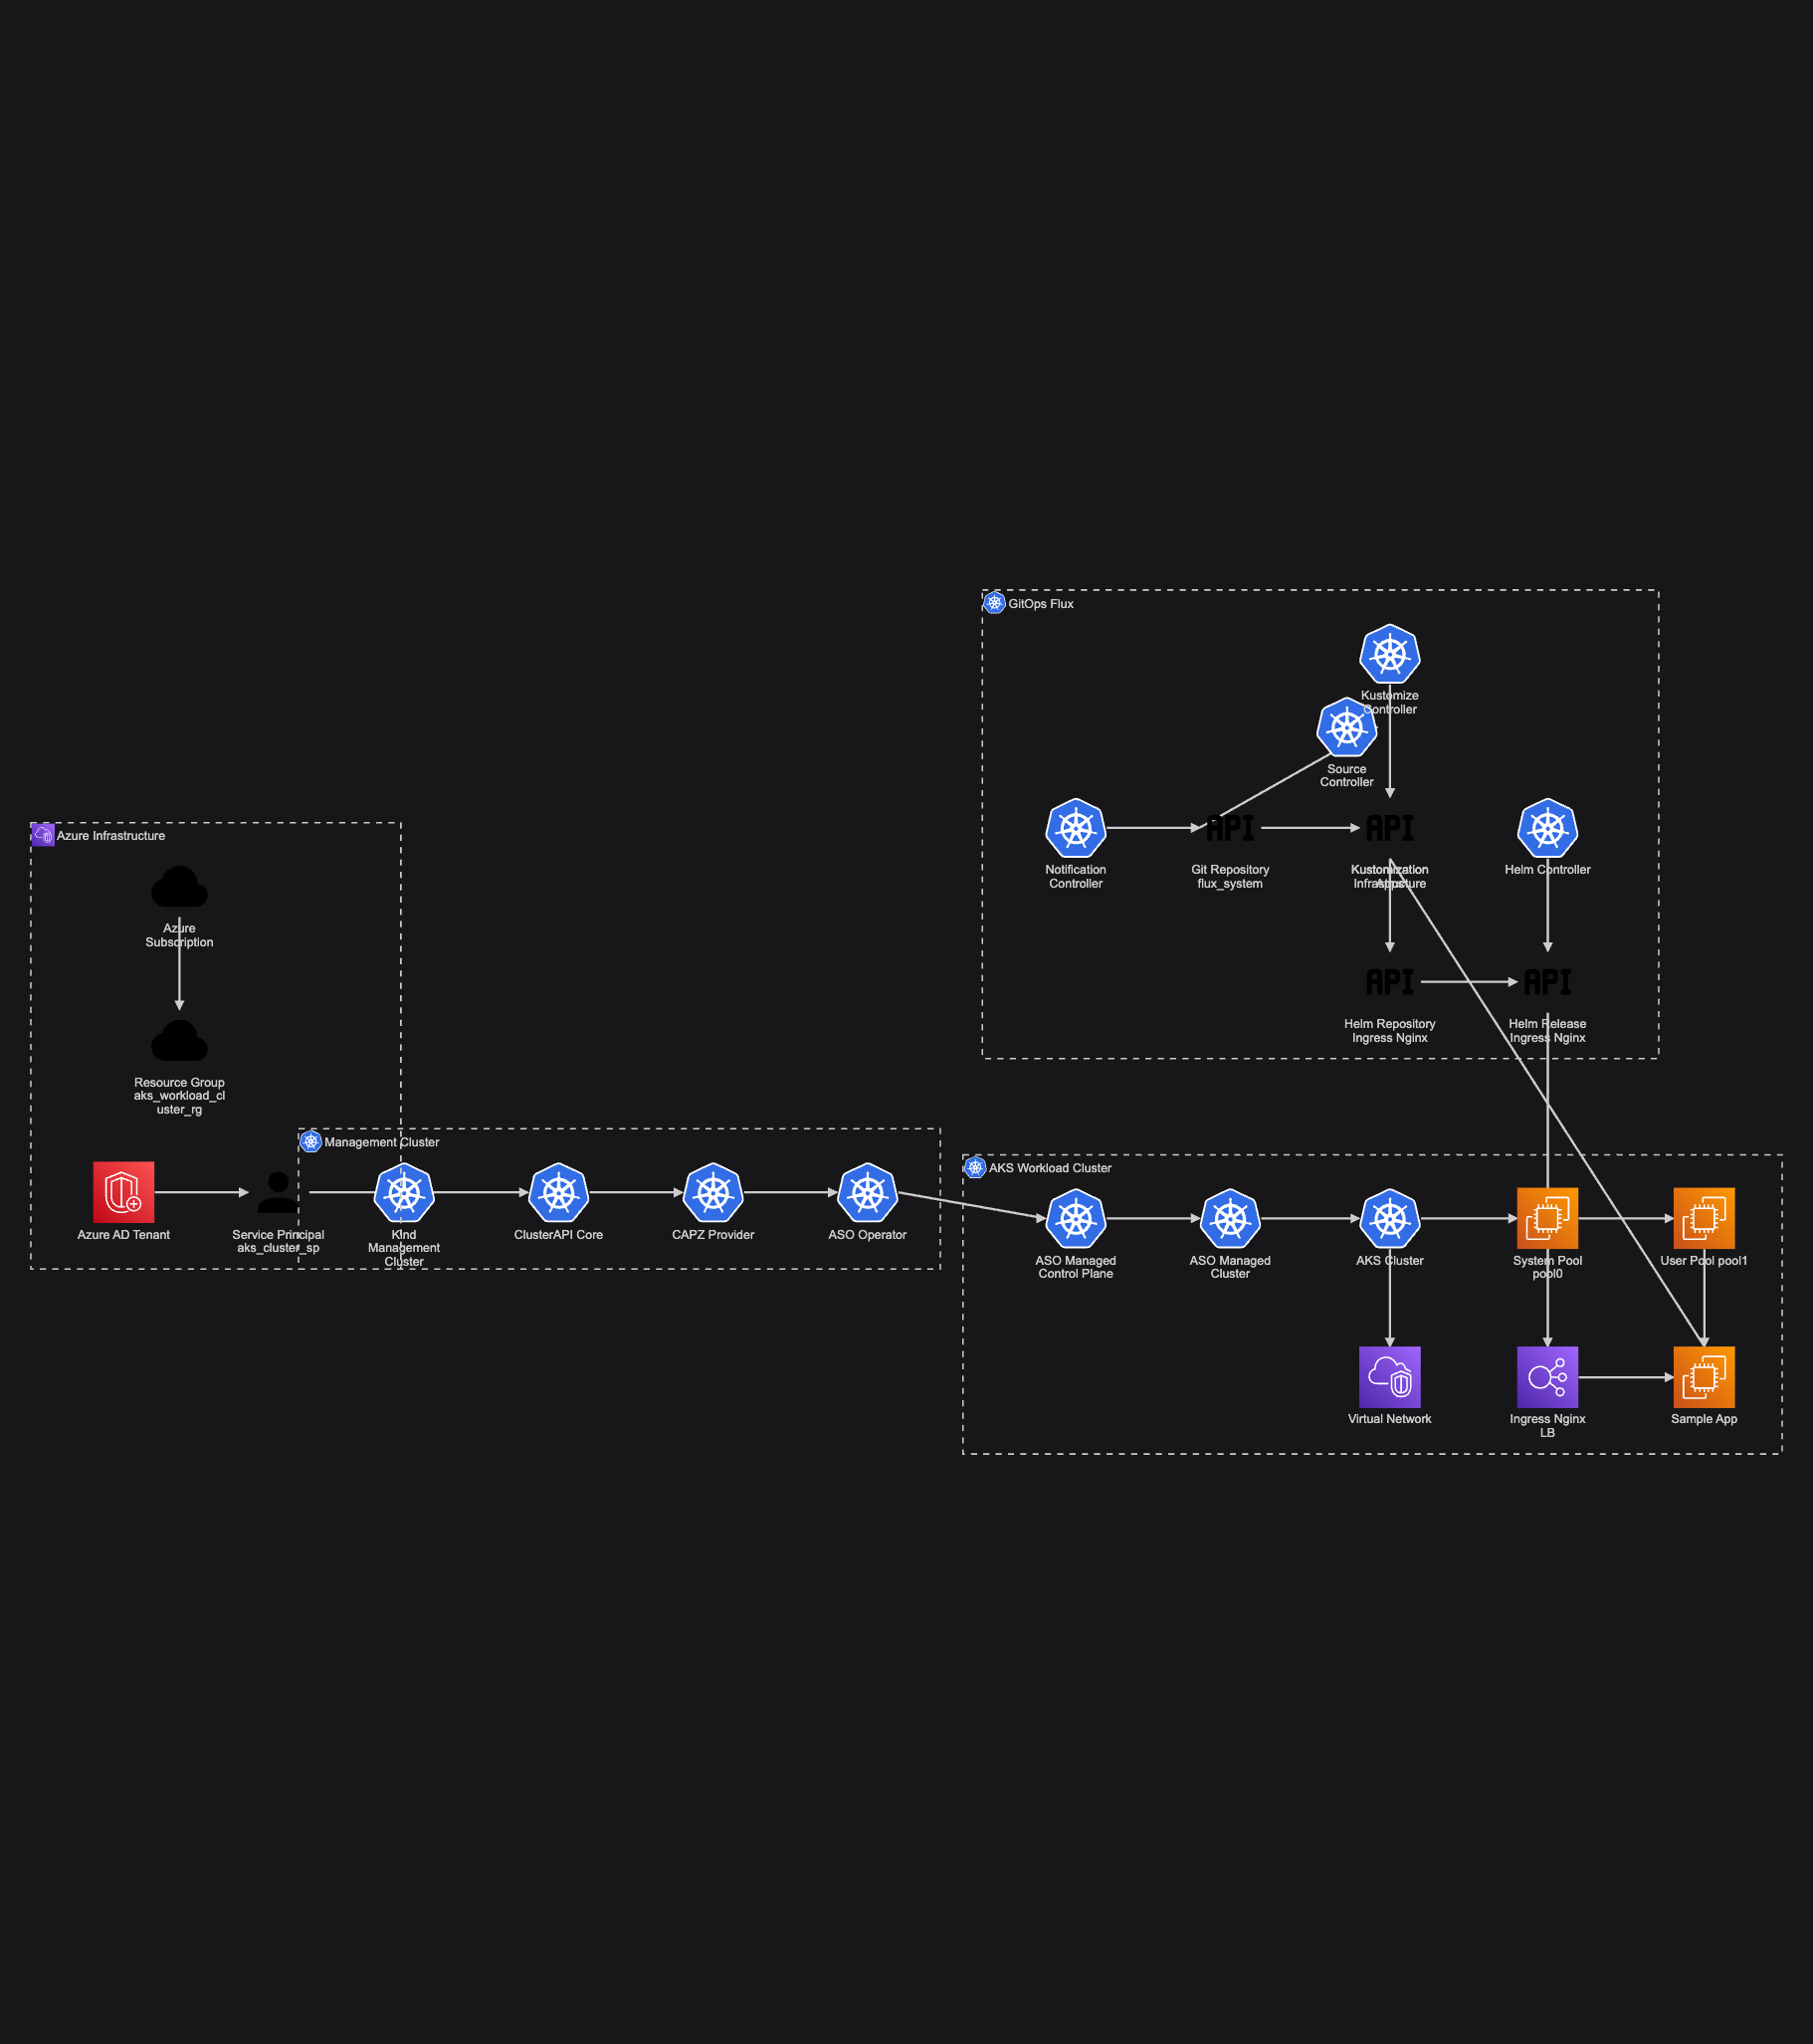 GitOps Flux
Kustomize
Controller
Source
Controller
API
API
Notification
Controller
Git Repository
flux_system
Kustomization
Helm Controller
API
API
Helm Repository
Ingress Nginx
Helm Release
Ingress Nginx
Azure Infrastructure
Azure
Subscription
Resource Group
aks_workload_cl
uster_rg
Azure AD Tenant
Service Principal
aks_cluster_sp
Management Cluster
KInd
Management
Cluster
ClusterAPI Core
CAPZ Provider
ASO Operator
AKS Workload Cluster
ASO Managed
Control Plane
ASO Managed
Cluster
AKS Cluster
System Pool
pool0
User Pool pool1
Virtual Network
Ingress Nginx
LB
Sample App